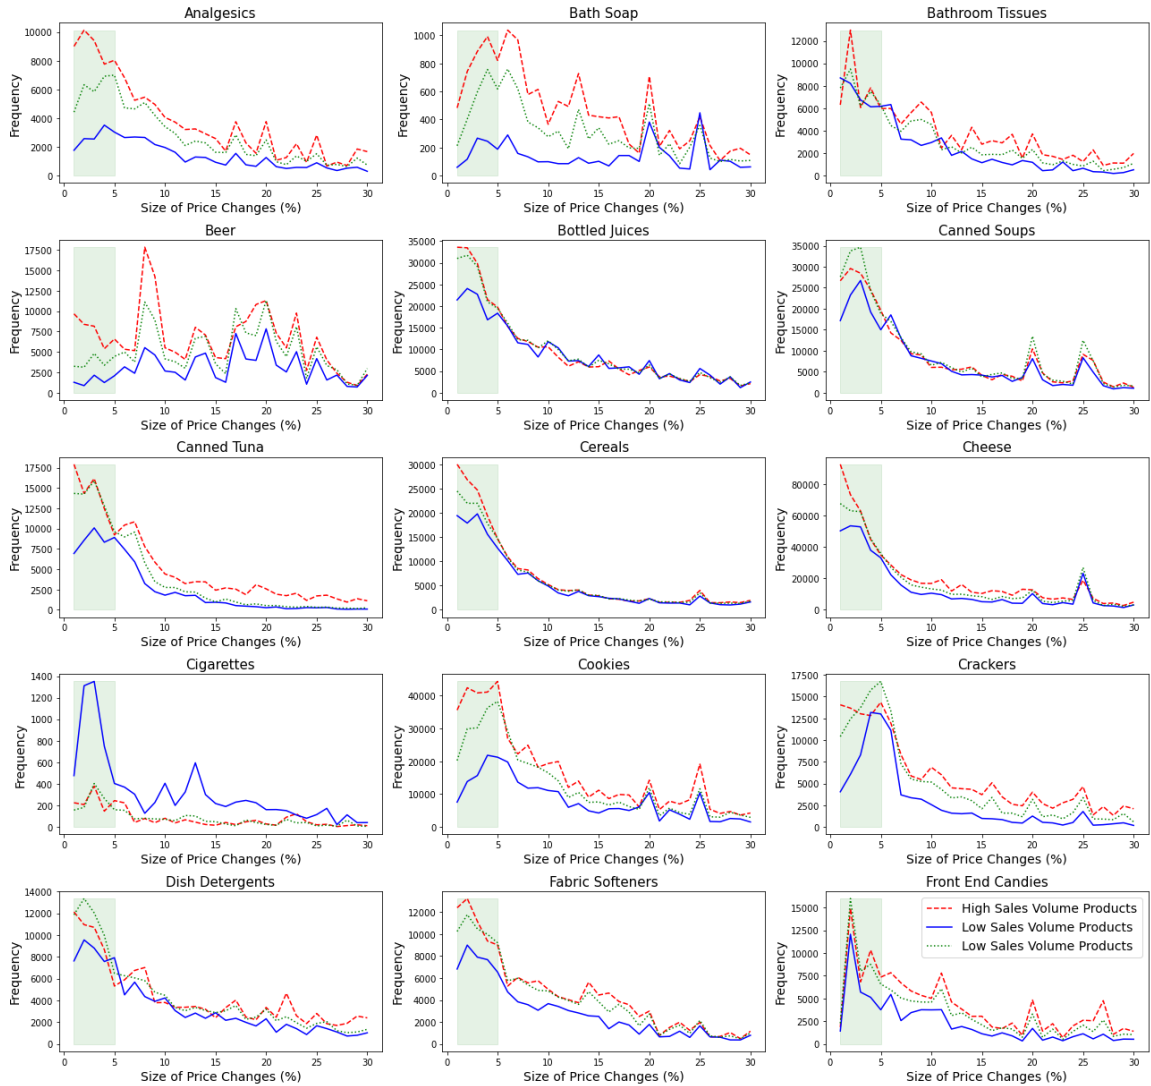 Analgesics
Frequency
10000
8000
6000
4000
2000
0
0 5 10 15 20 25 30
Size of Price Changes (%)
Bath Soap
Frequency
1000
800
600
400
200
0
0 5 10 15 20 25 30
Size of Price Changes (%)
Bathroom Tissues
Frequency
12000
10000
8000
6000
4000
2000
0
0 5 10 15 20 25 30
Size of Price Changes (%)
Beer
Frequency
17500
15000
12500
10000
7500
5000
2500
0
0 5 10 15 20 25 30
Size of Price Changes (%)
Bottled Juices
Frequency
35000
30000
25000
20000
15000
10000
5000
0
0 5 10 15 20 25 30
Size of Price Changes (%)
Canned Soups
Frequency
35000
30000
25000
20000
15000
10000
5000
0
0 5 10 15 20 25 30
Size of Price Changes (%)
Canned Tuna
Frequency
17500
15000
12500
10000
7500
5000
2500
0
0 5 10 15 20 25 30
Size of Price Changes (%)
Cereals
Frequency
30000
25000
20000
15000
10000
5000
0
0 5 10 15 20 25 30
Size of Price Changes (%)
Cheese
Frequency
80000
60000
40000
20000
0
0 5 10 15 20 25 30
Size of Price Changes (%)
Cigarettes
Frequency
1400
1200
1000
800
600
400
200
0
0 5 10 15 20 25 30
Size of Price Changes (%)
Cookies
Frequency
40000
30000
20000
10000
0
0 5 10 15 20 25 30
Size of Price Changes (%)
Crackers
Frequency
17500
15000
12500
10000
7500
5000
2500
0
0 5 10 15 20 25 30
Size of Price Changes (%)
Dish Detergents
Frequency
14000
12000
10000
8000
6000
4000
2000
0
0 5 10 15 20 25 30
Size of Price Changes (%)
Fabric Softeners
Frequency
12000
10000
8000
6000
4000
2000
0
0 5 10 15 20 25 30
Size of Price Changes (%)
Front End Candies
High Sales Volume Products
Low Sales Volume Products
Low Sales Volume Products
Frequency
15000
12500
10000
7500
5000
2500
0
0 5 10 15 20 25 30
Size of Price Changes (%)